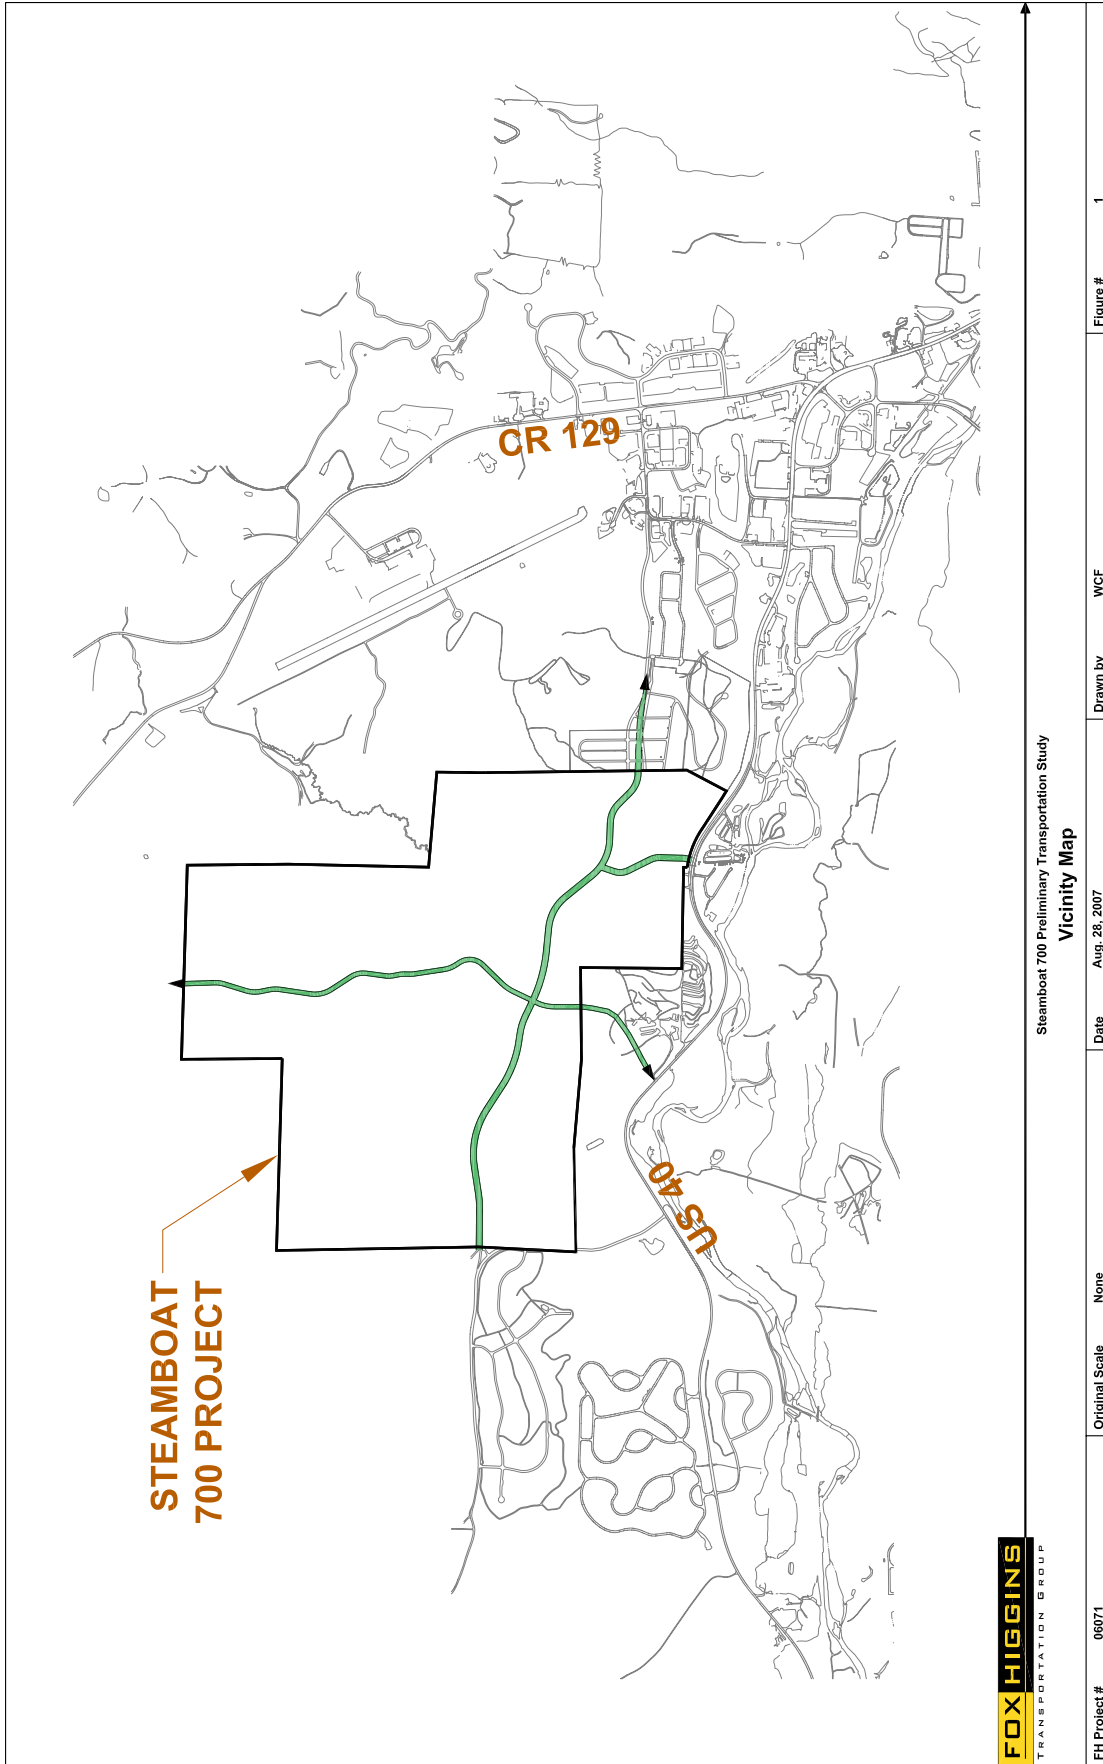 STEAMBOAT
700 PROJECT
CR 129
US 40
FOX HIGGINS
TRANSPORTATION GROUP
Steamboat 700 Preliminary Transportation Study
Vicinity Map
FH Project # 06071
Original Scale None
Date Aug. 28, 2007
Drawn by WCF
Figure # 1